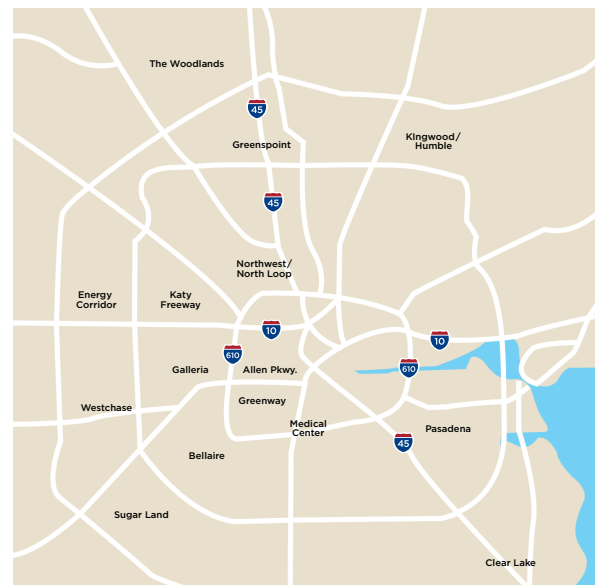 The Woodlands
45
Greenspoint
KIngwood/
Humble
45
Northwest/
North Loop
Energy
Corridor
Katy
Freeway
10
10
610
610
Galleria
Allen Pkwy.
Greenway
Westchase
Medical
Center
Pasadena
45
Bellaire
Sugar Land
Clear Lake